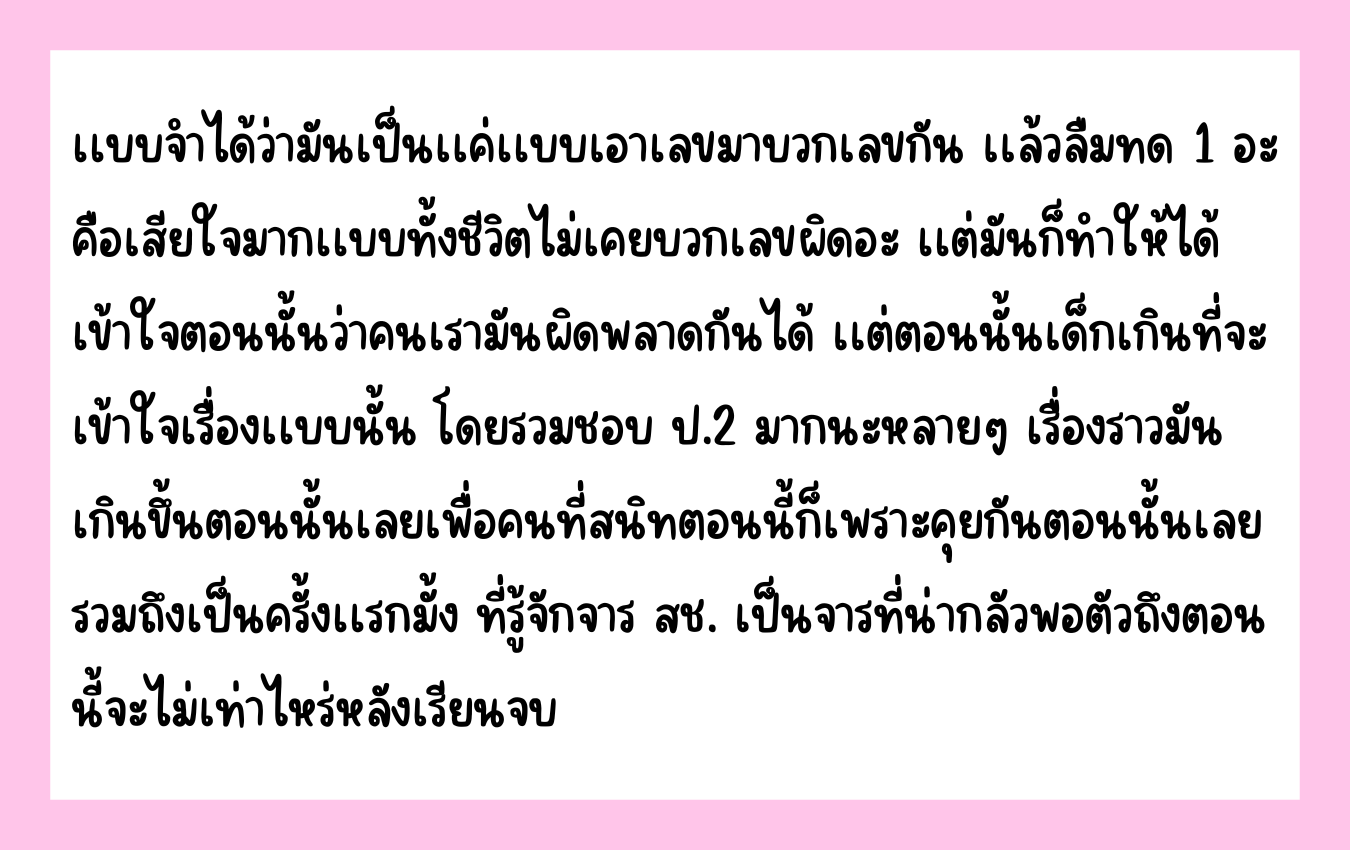 แบบจำได้ว่ามันเป็นแค่แบบเอาเลขมาบวกเลขกัน แล้วลืมทด 1 อะ
คือเสียใจมากแบบทั้งชีวิตไม่เคยบวกเลขผิดอะ แต่มันก็ทำให้ได้
เข้าใจตอนนั้นว่าคนเรามันผิดพลาดกันได้ แต่ตอนนั้นเด็กเกินที่จะ
เข้าใจเรื่องแบบนั้น โดยรวมชอบ ป.2 มากนะหลายๆ เรื่องราวมัน
เกินขึ้นตอนนั้นเลยเพื่อคนที่สนิทตอนนี้ก็เพราะคุยกันตอนนั้นเลย
รวมถึงเป็นครั้งแรกมั้ง ที่รู้จักจาร สช. เป็นจารที่น่ากลัวพอตัวถึงตอน
นี้จะไม่เท่าไหร่หลังเรียนจบ